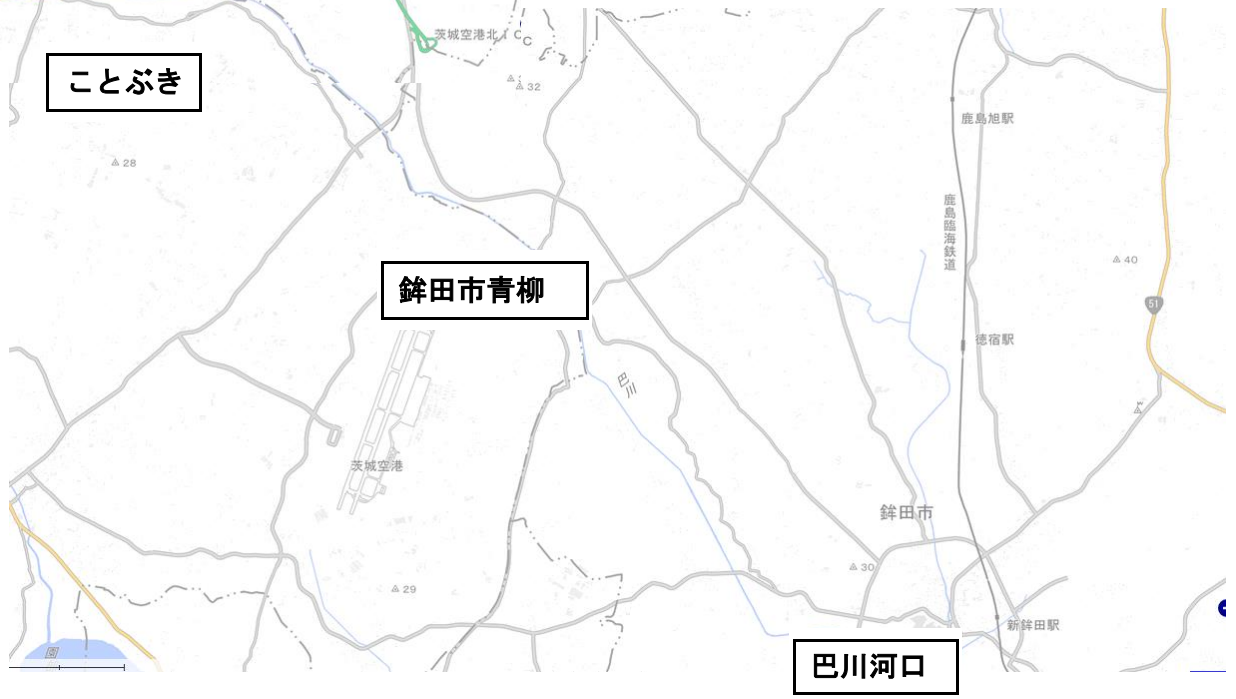 茨城空港北IC
C
ことぶき
32
鹿島旭駅
28
鹿島臨海鉄道
40
鉾田市青柳
51
徳宿駅
巴川
茨城空港
鉾田市
30
29
新鉾田駅
巴川河口